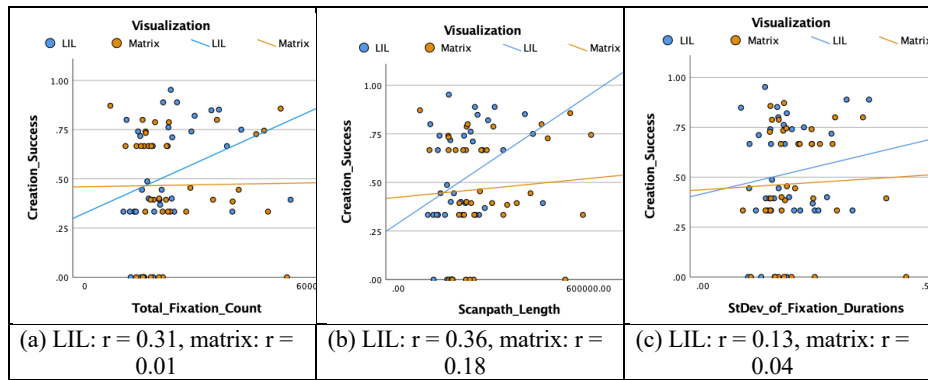 Visualization
LIL Matrix LIL Matrix
1.00
.75
.50
.25
.00
Creation_Success
0 6000
Total_Fixation_Count
(a) LIL: r = 0.31, matrix: r =
0.01
Visualization
LIL Matrix LIL Matrix
1.00
.75
.50
.25
.00
Creation_Success
.00 600000.00
Scanpath_Length
(b) LIL: r = 0.36, matrix: r =
0.18
Visualization
LIL Matrix LIL Matrix
1.00
.75
.50
.25
.00
Creation_Success
.00 .5
StDev_of_Fixation_Durations
(c) LIL: r = 0.13, matrix: r =
0.04